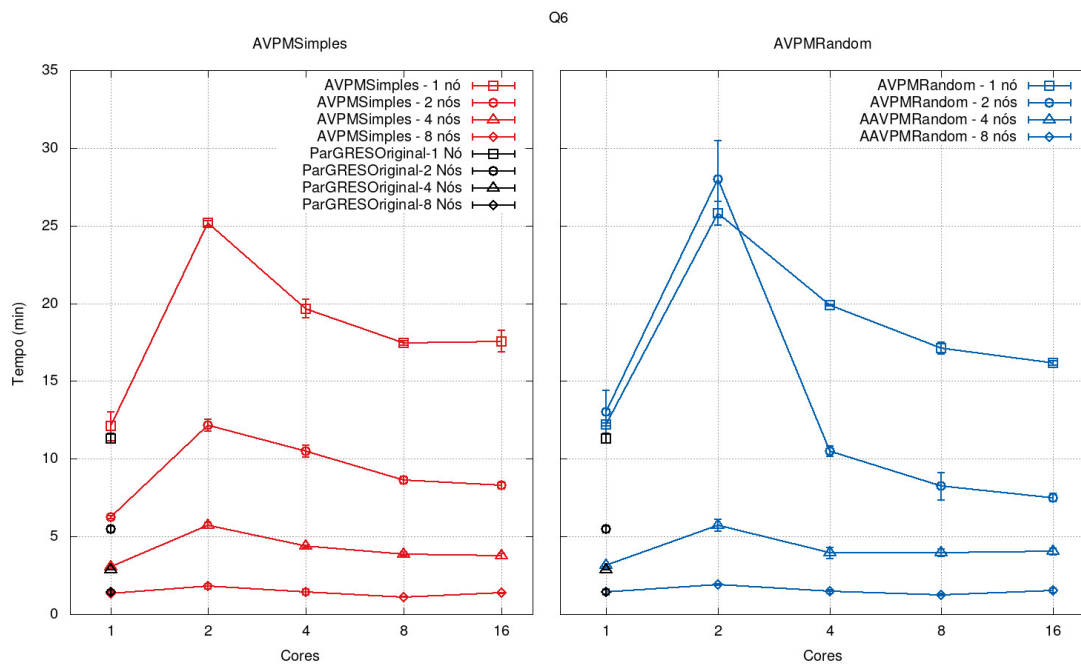 Q6
AVPMSimples
AVPMRandom
35
30
25
20
15
10
5
0
Tempo (min)
AVPMSimples - 1 nó
AVPMSimples - 2 nós
AVPMSimples - 4 nós
AVPMSimples - 8 nós
ParGRESOriginal-1 Nó
ParGRESOriginal-2 Nós
ParGRESOriginal-4 Nós
ParGRESOriginal-8 Nós
1 2 4 8 16
Cores
AVPMRandom - 1 nó
AVPMRandom - 2 nós
AAVPMRandom - 4 nós
AAVPMRandom - 8 nós
1 2 4 8 16
Cores